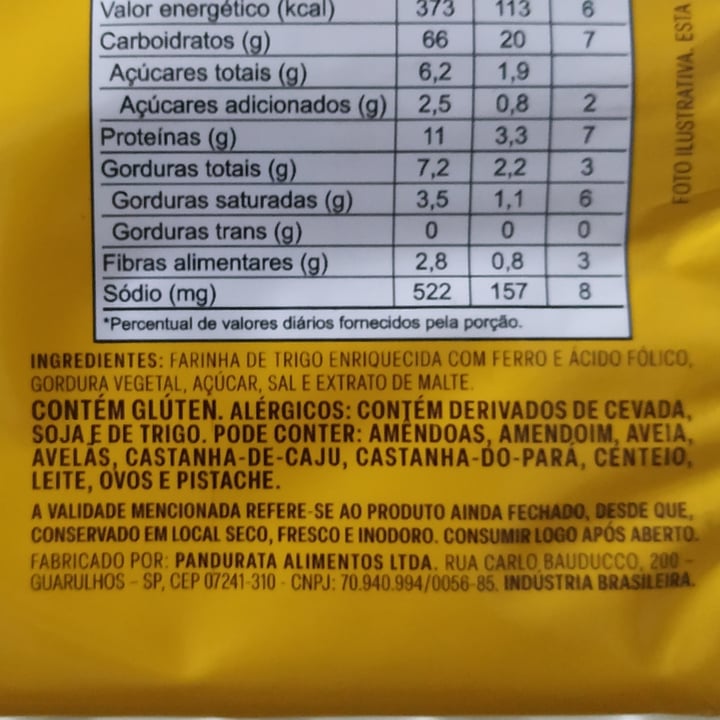 Valor energético (kcal) 373 113 6
Carboidratos (g) 66 20 7
Açúcares totais (g) 6,2 1,9
Açúcares adicionados (g) 2,5 0,8 2
Proteínas (g) 11 3,3 7
Gorduras totais (g) 7,2 2,2 3
Gorduras saturadas (g) 3,5 1,1 6
Gorduras trans (g) 0 0 0
Fibras alimentares (g) 2,8 0,8 3
Sódio (mg) 522 157 8
*Percentual de valores diários fornecidos pela porção.
FOTO ILUSTRATIVA. ESTA
INGREDIENTES: FARINHA DE TRIGO ENRIQUECIDA COM FERRO E ÁCIDO FÓLICO,
GORDURA VEGETAL, AÇÚCAR, SAL E EXTRATO DE MALTE.
CONTÉM GLÚTEN. ALÉRGICOS: CONTÉM DERIVADOS DE CEVADA,
SOJA E DE TRIGO. PODE CONTER: AMÊNDOAS, AMENDOIM, AVEIA,
AVELÃS, CASTANHA-DE-CAJU, CASTANHA-DO-PARÁ, CENTEIO,
LEITE, OVOS E PISTACHE.
A VALIDADE MENCIONADA REFERE-SE AO PRODUTO AINDA FECHADO, DESDE QUE,
CONSERVADO EM LOCAL SECO, FRESCO E INODORO. CONSUMIR LOGO APÓS ABERTO.
FABRICADO POR: PANDURATA ALIMENTOS LTDA. RUA CARLO BAUDUCCO, 200 -
GUARULHOS - SP, CEP 07241-310 - CNPJ: 70.940.994/0056-85. INDÚSTRIA BRASILEIRA.